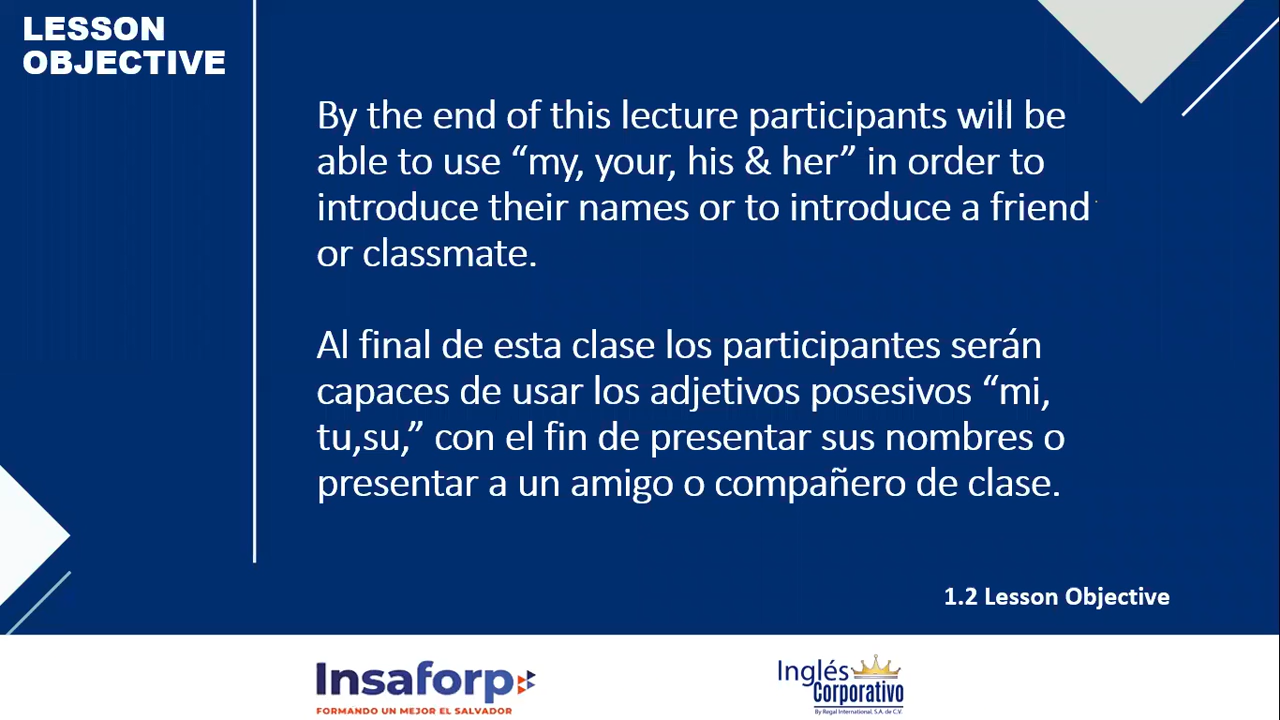 LESSON
OBJECTIVE
By the end of this lecture participants will be
able to use “my, your, his & her” in order to
introduce their names or to introduce a friend
or classmate.
Al final de esta clase los participantes serán
capaces de usar los adjetivos posesivos “mi,
tu,su,” con el fin de presentar sus nombres o
presentar a un amigo o compañero de clase.
1.2 Lesson Objective
Insaforp
FORMANDO UN MEJOR EL SALVADOR
Inglés
Corporativo
By Regal International, S.A. de C.V.